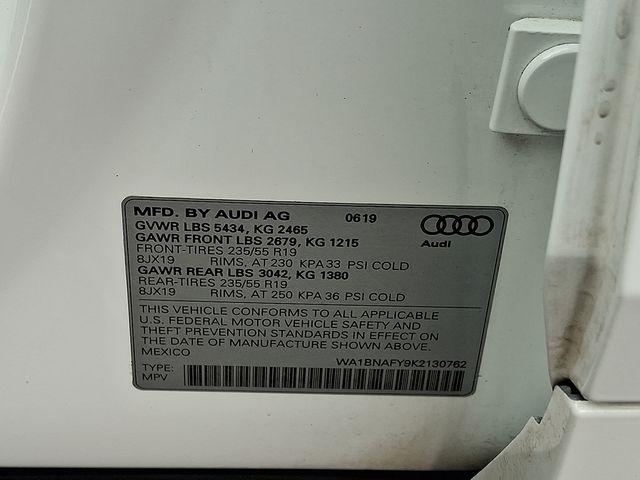 MFD. BY AUDI AG 0619
GVWR LBS 5434, KG 2465
GAWR FRONT LBS 2679, KG 1215
FRONT-TIRES 235/55 R19
8JX19 RIMS, AT 230 KPA 33 PSI COLD
GAWR REAR LBS 3042, KG 1380
REAR-TIRES 235/55 R19
8JX19 RIMS, AT 250 KPA 36 PSI COLD
Audi
THIS VEHICLE CONFORMS TO ALL APPLICABLE
U.S. FEDERAL MOTOR VEHICLE SAFETY AND
THEFT PREVENTION STANDARDS IN EFFECT ON
THE DATE OF MANUFACTURE SHOWN ABOVE.
MEXICO
WA1BNAFY9K2130762
TYPE:
MPV